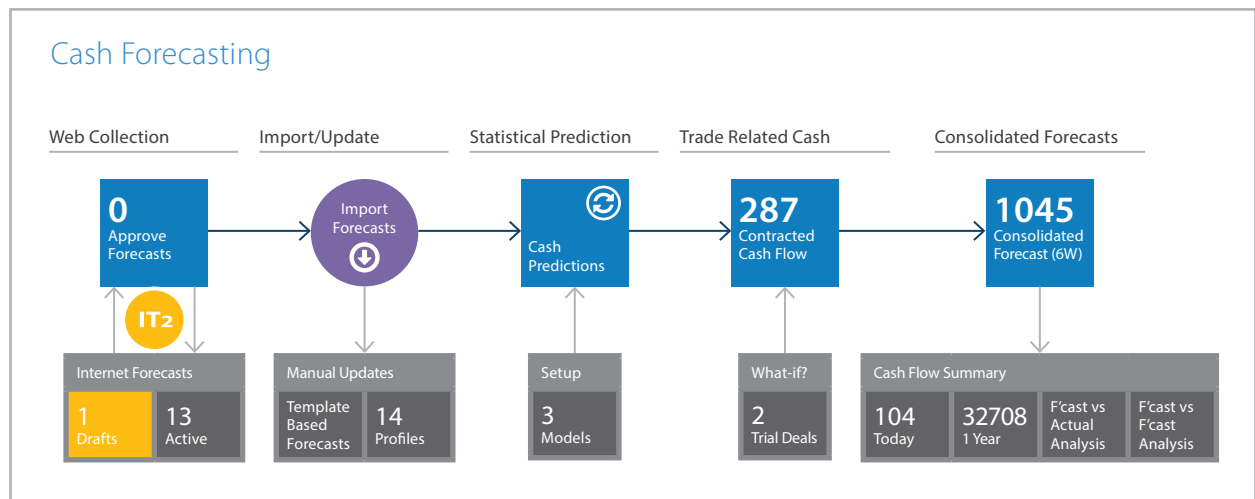 Cash Forecasting
Web Collection
Import/Update
Statistical Prediction
Trade Related Cash
Consolidated Forecasts
0
Approve
Forecasts
Import
Forecasts
Cash
Predictions
287
Contracted
Cash Flow
1045
Consolidated
Forecast (6W)
IT2
Internet Forecasts
1
Drafts
13
Active
Manual Updates
Template
Based
Forecasts
14
Profiles
Setup
3
Models
What-if?
2
Trial Deals
Cash Flow Summary
104
Today
32708
1 Year
F'cast vs
Actual
Analysis
F'cast vs
F'cast
Analysis